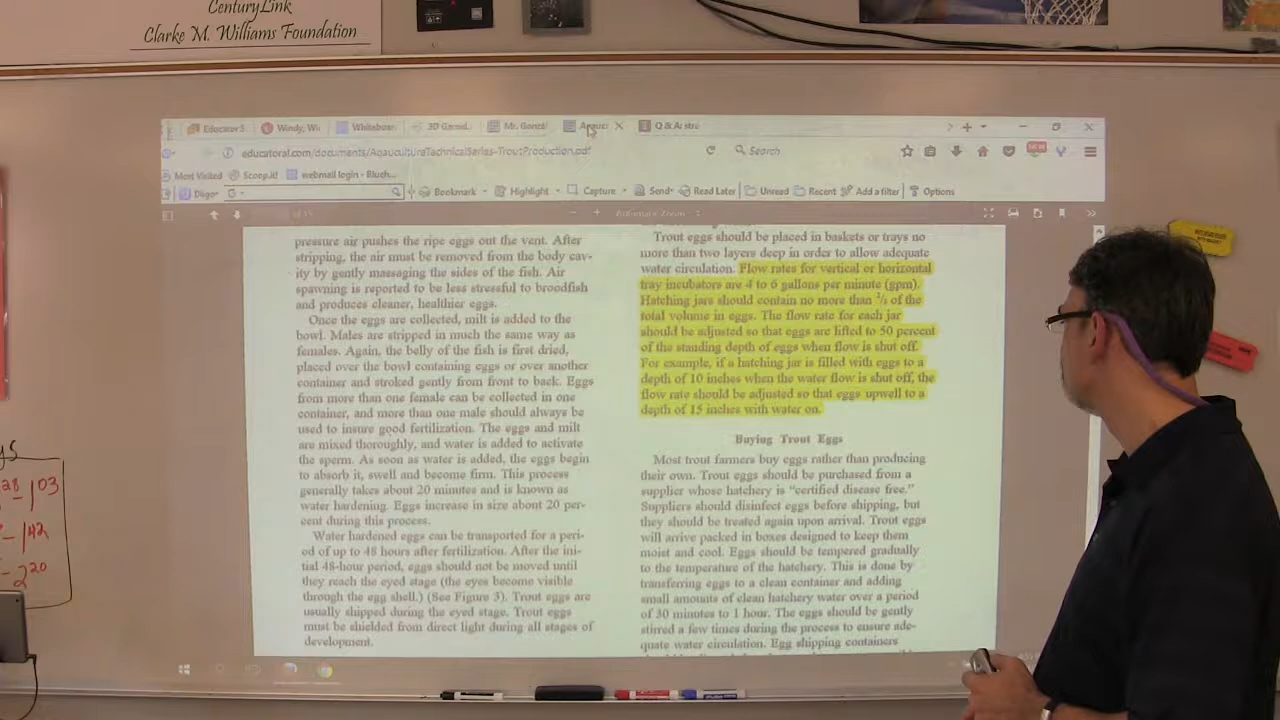 CenturyLink
Clarke M. Williams Foundation
Educator S
Windy, Wi
Whiteboar
3D Gamid
Mr. Gonzal
Aquacu
Q & A: stre
educatoral.com/documents/AqauculturaTechnicalSeries-TroutProduction.pdf
Search
Most Visited
Scoop.it!
webmail login - Bluch...
Diigo
Bookmark
Highlight
Capture
Send
Read Later
Unread
Recent
Add a filter
Options
pressure air pushes the ripe eggs out the vent. After
stripping, the air must be removed from the body cav-
ity by gently massaging the sides of the fish. Air
spawning is reported to be less stressful to broodfish
and produces cleaner, healthier eggs.
Once the eggs are collected, milt is added to the
bowl. Males are stripped in much the same way as
females. Again, the belly of the fish is first dried,
placed over the bowl containing eggs or over another
container and stroked gently from front to back. Eggs
from more than one female can be collected in one
container, and more than one male should always be
used to insure good fertilization. The eggs and milt
are mixed thoroughly, and water is added to activate
the sperm. As soon as water is added, the eggs begin
to absorb it, swell and become firm. This process
generally takes about 20 minutes and is known as
water hardening. Eggs increase in size about 20 per-
cent during this process.
Water hardened eggs can be transported for a peri-
od of up to 48 hours after fertilization. After the ini-
tial 48-hour period, eggs should not be moved until
they reach the eyed stage (the eyes become visible
through the egg shell.) (See Figure 3). Trout eggs are
usually shipped during the eyed stage. Trout eggs
must be shielded from direct light during all stages of
development.
Trout eggs should be placed in baskets or trays no
more than two layers deep in order to allow adequate
water circulation. Flow rates for vertical or horizontal
tray incubators are 4 to 6 gallons per minute (gpm).
Hatching jars should contain no more than 2/3 of the
total volume in eggs. The flow rate for each jar
should be adjusted so that eggs are lifted to 50 percent
of the standing depth of eggs when flow is shut off.
For example, if a hatching jar is filled with eggs to a
depth of 10 inches when the water flow is shut off, the
flow rate should be adjusted so that eggs upwell to a
depth of 15 inches with water on.
Buying Trout Eggs
Most trout farmers buy eggs rather than producing
their own. Trout eggs should be purchased from a
supplier whose hatchery is “certified disease free.”
Suppliers should disinfect eggs before shipping, but
they should be treated again upon arrival. Trout eggs
will arrive packed in boxes designed to keep them
moist and cool. Eggs should be tempered gradually
to the temperature of the hatchery. This is done by
transferring eggs to a clean container and adding
small amounts of clean hatchery water over a period
of 30 minutes to 1 hour. The eggs should be gently
stirred a few times during the process to ensure ade-
quate water circulation. Egg shipping containers
28 - 1 03
- 1 42
- 2 20